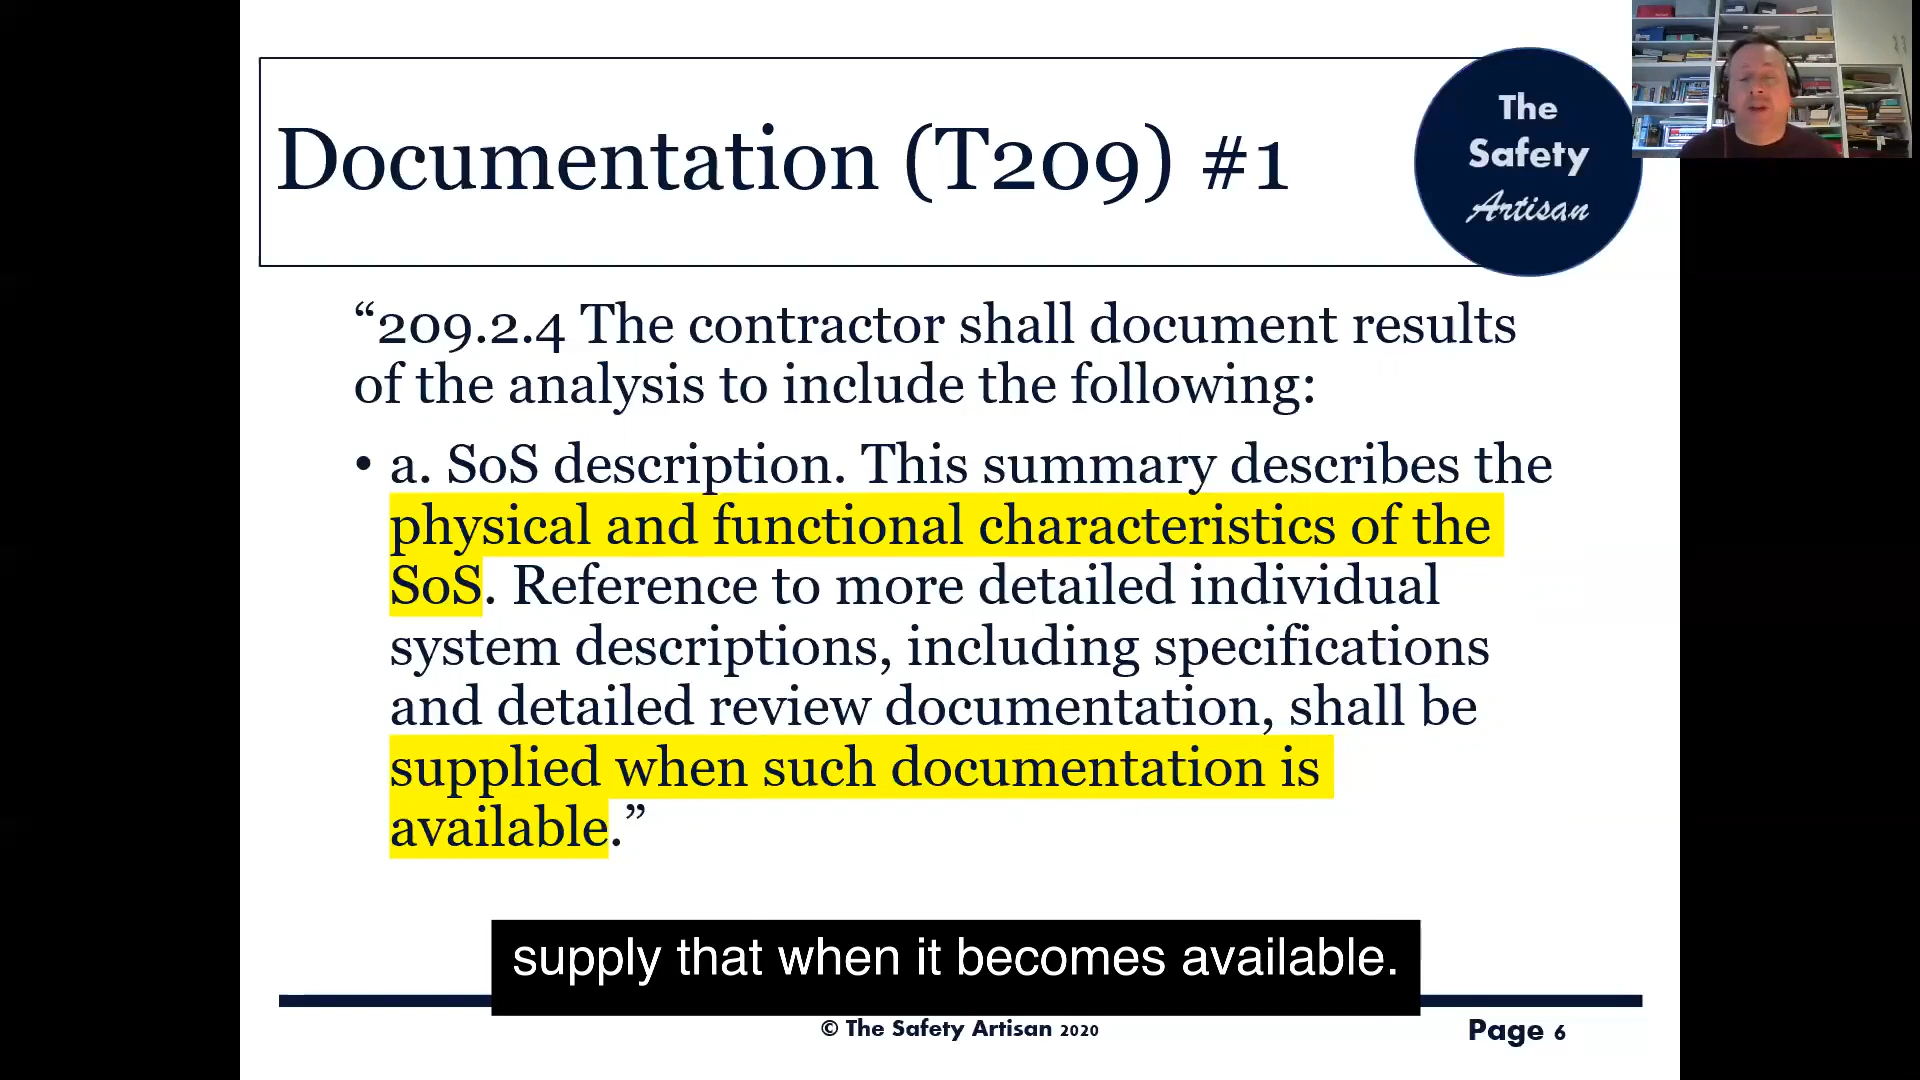 Documentation (T209) #1
The
Safety
Artisan
“209.2.4 The contractor shall document results
of the analysis to include the following:
• a. SoS description. This summary describes the
physical and functional characteristics of the
SoS. Reference to more detailed individual
system descriptions, including specifications
and detailed review documentation, shall be
supplied when such documentation is
available.”
supply that when it becomes available.
© The Safety Artisan 2020
Page 6